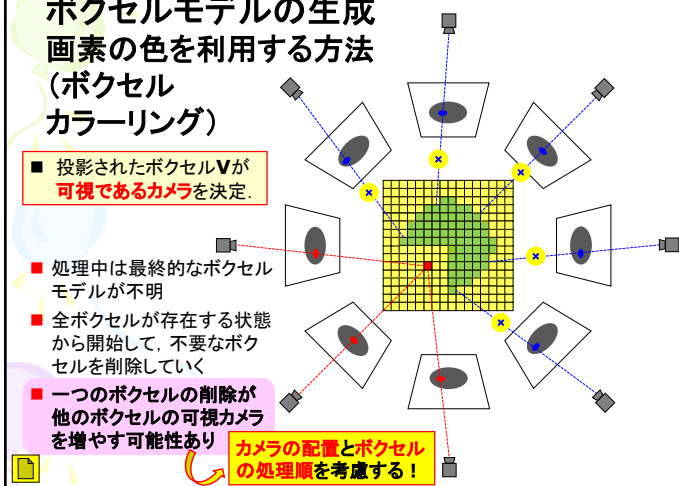 ボクセルモデルの生成
画素の色を利用する方法
（ボクセル
カラーリング）
■ 投影されたボクセルVが
可視であるカメラを決定.
■ 処理中は最終的なボクセル
モデルが不明
■ 全ボクセルが存在する状態
から開始して，不要なボク
セルを削除していく
■ 一つのボクセルの削除が
他のボクセルの可視カメラ
を増やす可能性あり
カメラの配置とボクセル
の処理順を考慮する！